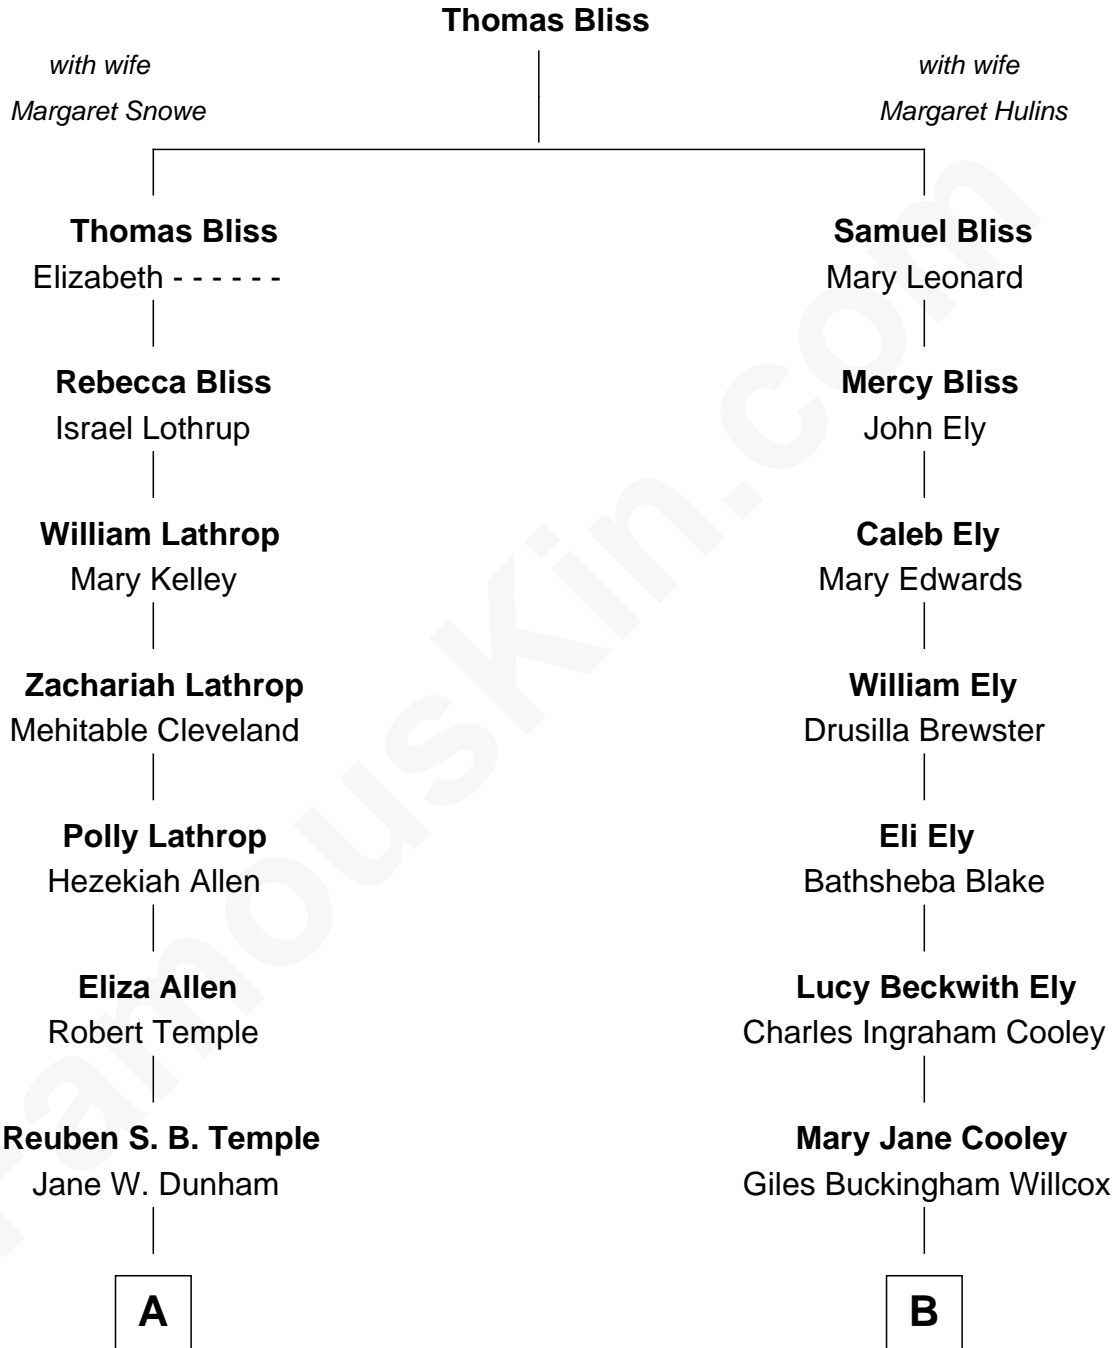 Thomas Bliss
with wife
Margaret Snowe
with wife
Margaret Hulins
Thomas Bliss
Elizabeth - - - - - -
Samuel Bliss
Mary Leonard
Rebecca Bliss
Israel Lothrup
Mercy Bliss
John Ely
William Lathrop
Mary Kelley
Caleb Ely
Mary Edwards
Zachariah Lathrop
Mehitable Cleveland
William Ely
Drusilla Brewster
Polly Lathrop
Hezekiah Allen
Eli Ely
Bathsheba Blake
Eliza Allen
Robert Temple
Lucy Beckwith Ely
Charles Ingraham Cooley
Reuben S. B. Temple
Jane W. Dunham
Mary Jane Cooley
Giles Buckingham Willcox
A
B
FamousKin.com